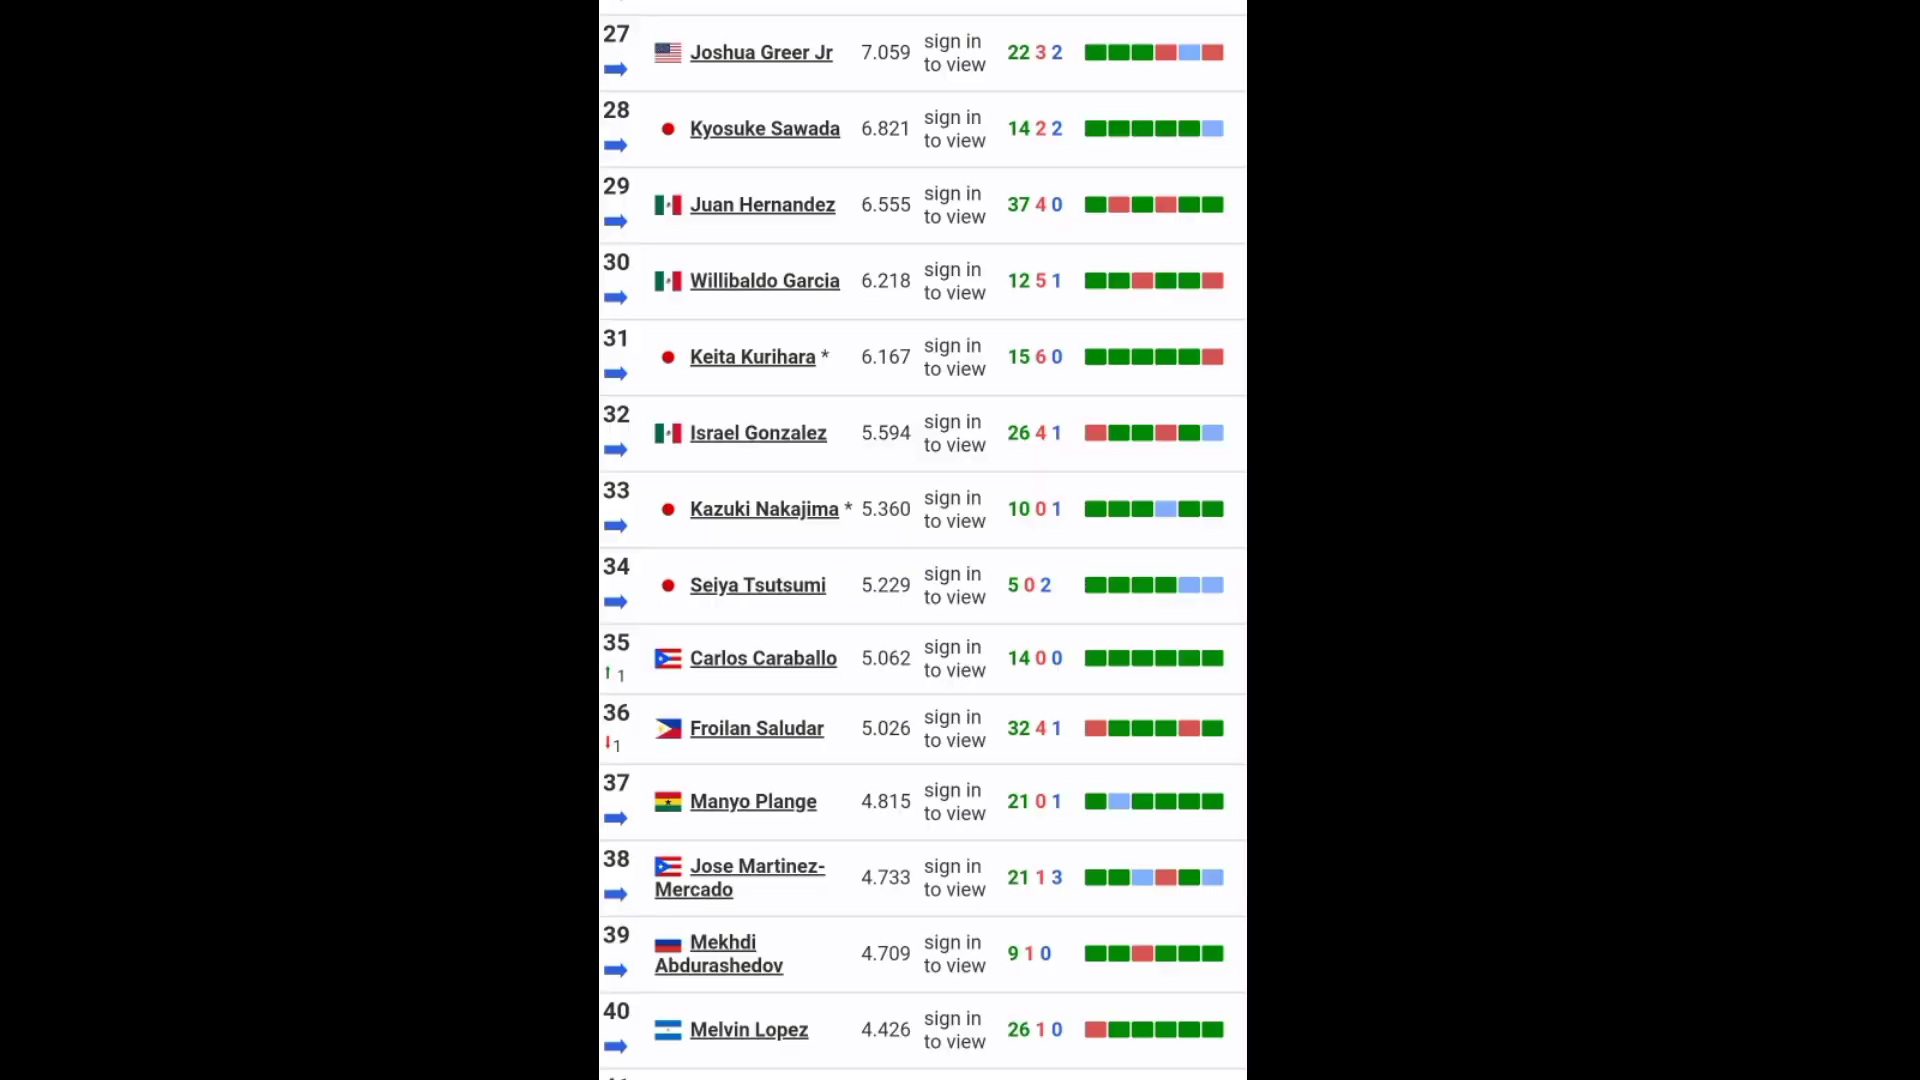 27 Joshua Greer Jr 7.059 sign in to view 22 3 2
28 Kyosuke Sawada 6.821 sign in to view 14 2 2
29 Juan Hernandez 6.555 sign in to view 37 4 0
30 Willibaldo Garcia 6.218 sign in to view 12 5 1
31 Keita Kurihara * 6.167 sign in to view 15 6 0
32 Israel Gonzalez 5.594 sign in to view 26 4 1
33 Kazuki Nakajima * 5.360 sign in to view 10 0 1
34 Seiya Tsutsumi 5.229 sign in to view 5 0 2
35 1 Carlos Caraballo 5.062 sign in to view 14 0 0
36 1 Froilan Saludar 5.026 sign in to view 32 4 1
37 Manyo Plange 4.815 sign in to view 21 0 1
38 Jose Martinez-Mercado 4.733 sign in to view 21 1 3
39 Mekhdi Abdurashedov 4.709 sign in to view 9 1 0
40 Melvin Lopez 4.426 sign in to view 26 1 0